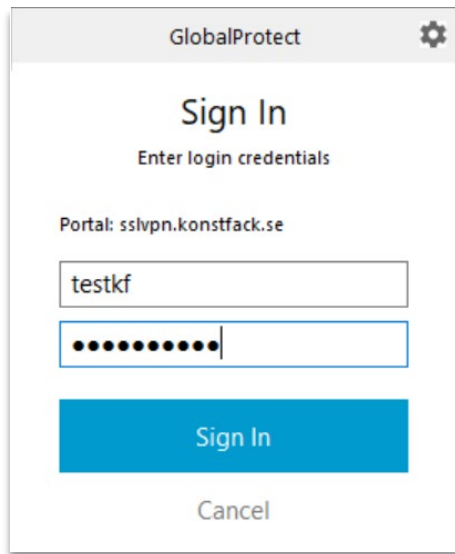 GlobalProtect
Sign In
Enter login credentials
Portal: sslvpn.konstfack.se
testkf
●●●●●●●●●●
Sign In
Cancel